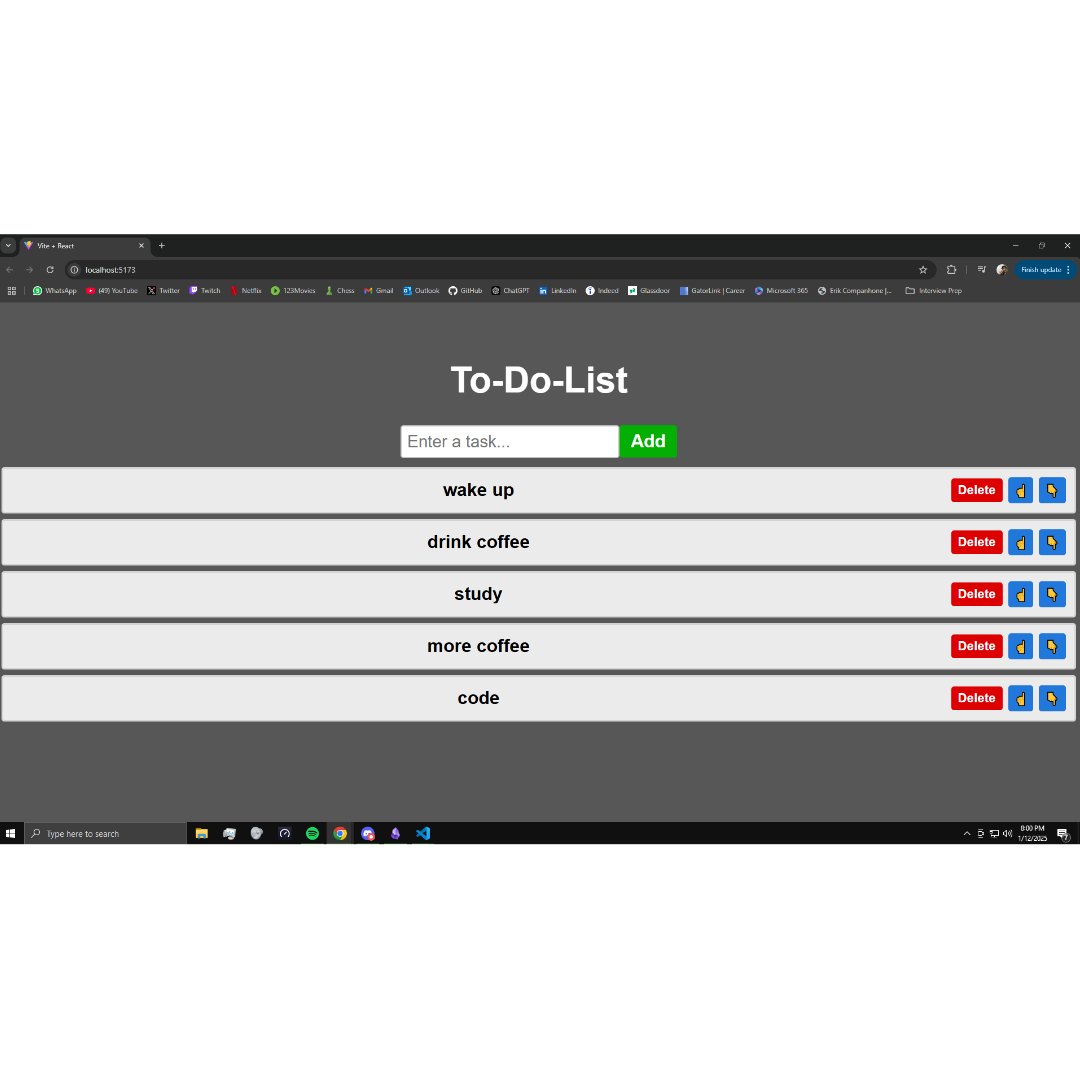 Vite + React
localhost:5173
Finish update
WhatsApp (49) YouTube Twitter Twitch Netflix 123Movies Chess Gmail Outlook GitHub ChatGPT LinkedIn Indeed Glassdoor GatorLink | Career Microsoft 365 Erik Companhone |... Interview Prep
To-Do-List
Enter a task... Add
wake up Delete
drink coffee Delete
study Delete
more coffee Delete
code Delete
Type here to search
8:00 PM
1/12/2025